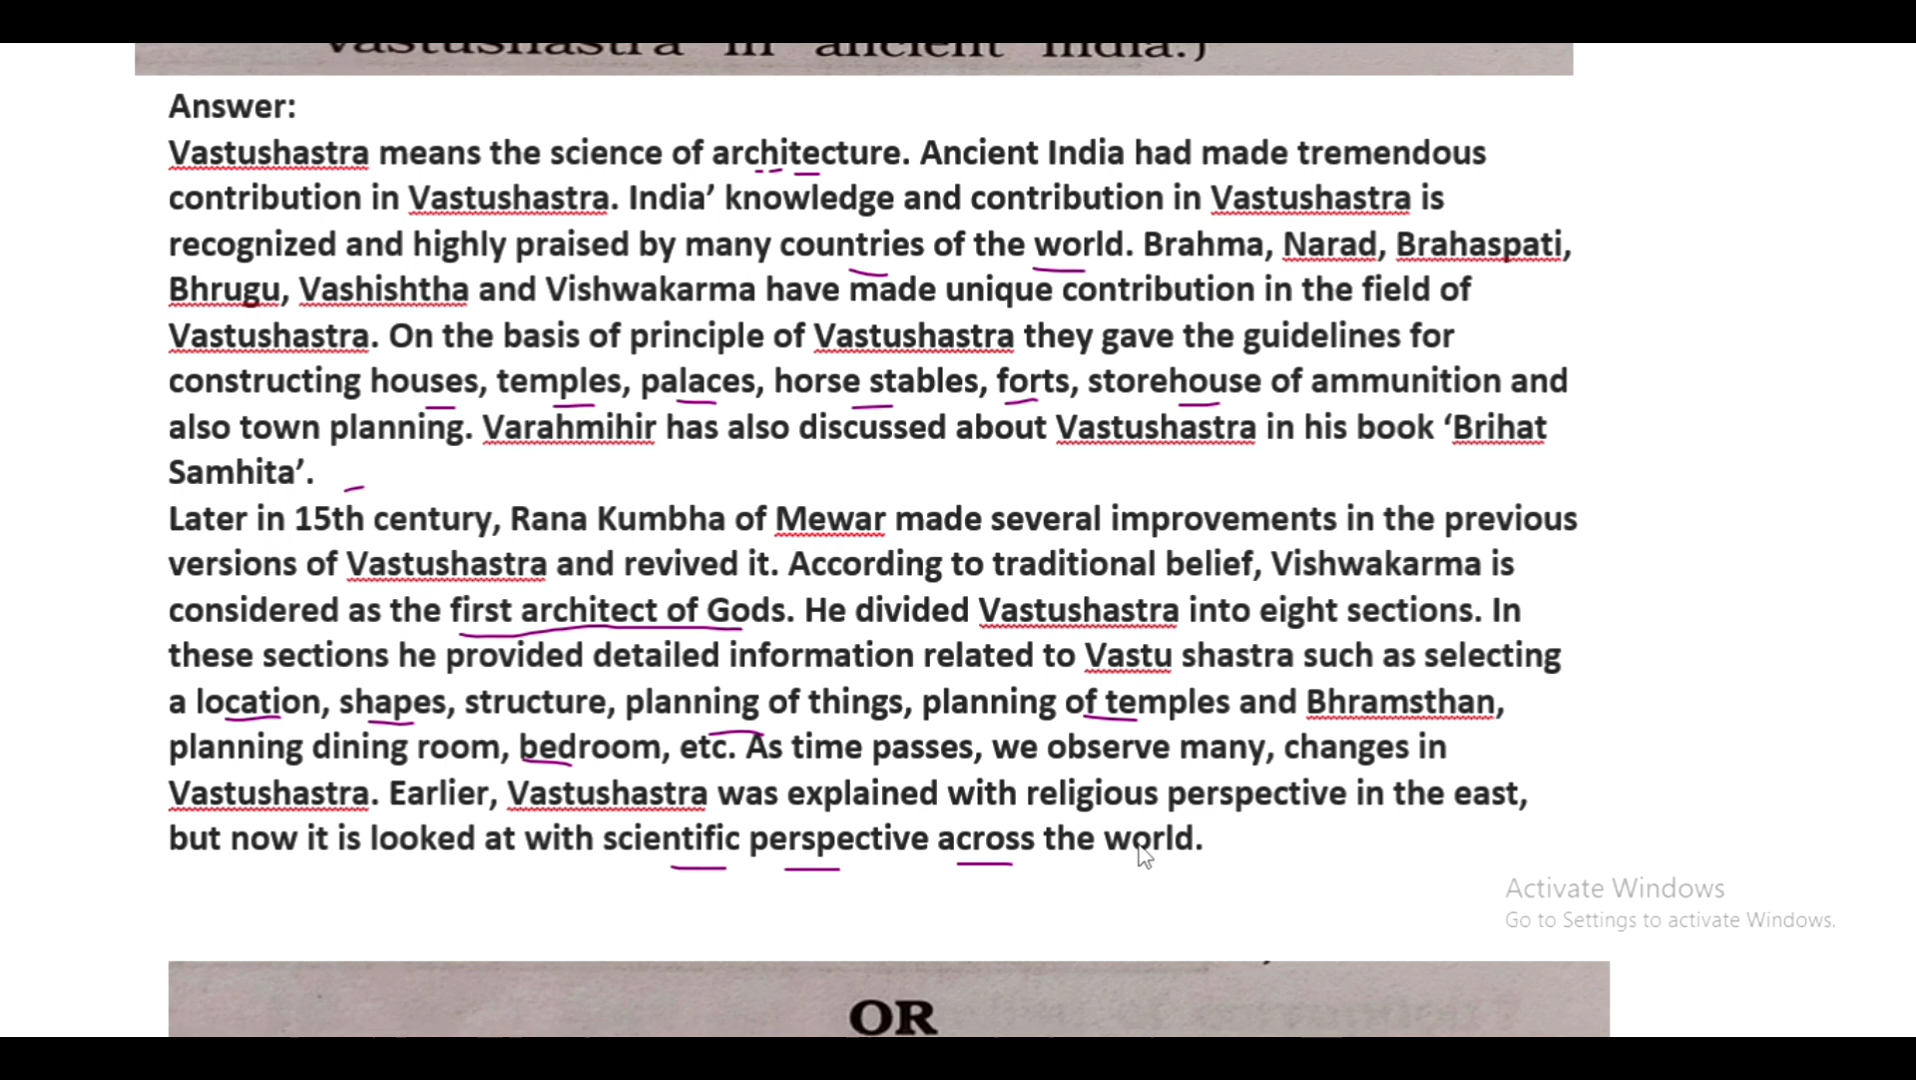 Vastushastra in ancient India.)
Answer:
Vastushastra means the science of architecture. Ancient India had made tremendous
contribution in Vastushastra. India’ knowledge and contribution in Vastushastra is
recognized and highly praised by many countries of the world. Brahma, Narad, Brahaspati,
Bhrugu, Vashishtha and Vishwakarma have made unique contribution in the field of
Vastushastra. On the basis of principle of Vastushastra they gave the guidelines for
constructing houses, temples, palaces, horse stables, forts, storehouse of ammunition and
also town planning. Varahmihir has also discussed about Vastushastra in his book ‘Brihat
Samhita’.
Later in 15th century, Rana Kumbha of Mewar made several improvements in the previous
versions of Vastushastra and revived it. According to traditional belief, Vishwakarma is
considered as the first architect of Gods. He divided Vastushastra into eight sections. In
these sections he provided detailed information related to Vastu shastra such as selecting
a location, shapes, structure, planning of things, planning of temples and Bhramsthan,
planning dining room, bedroom, etc. As time passes, we observe many, changes in
Vastushastra. Earlier, Vastushastra was explained with religious perspective in the east,
but now it is looked at with scientific perspective across the world.
Activate Windows
Go to Settings to activate Windows.
OR